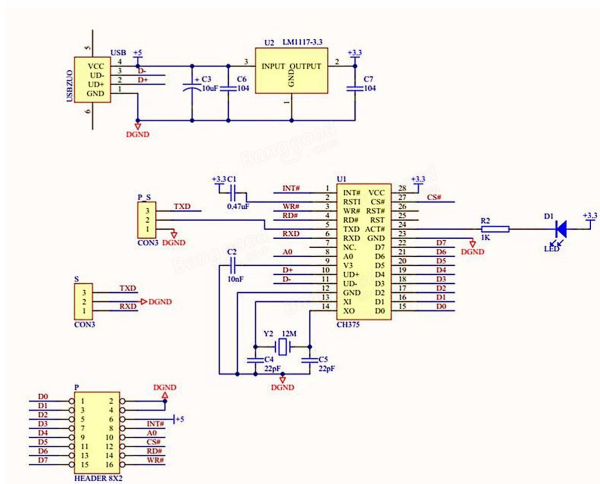 5
USB
VCC 4 +5
UD- 3 D-
UD+ 2 D+
GND 1
USBZUO
6
C3
10uF
C6
104
U2 LM1117-3.3
3 INPUT OUTPUT 2
GND
1
+3.3
C7
104
DGND
P_S
3 TXD
2
1
CON3
DGND
S
3 TXD
2 DGND
1 RXD
CON3
+3.3 C1
0.47uF
C2
10nF
U1
INT# 1 INT# VCC 28 +3.3
2 RST1 CS# 27 CS#
WR# 3 WR# RST# 26
RD# 4 RD# RST 25
5 TXD ACT# 24
RXD 6 RXD GND 23
7 NC. D7 22 D7
A0 8 A0 D6 21 D6
9 V3 D5 20 D5
D+ 10 UD+ D4 19 D4
D- 11 UD- D3 18 D3
12 GND D2 17 D2
13 XI D1 16 D1
14 XO D0 15 D0
CH375
DGND
R2
1K
D1
LED
+3.3
Y2 12M
C4
22pF
C5
22pF
DGND
P
DGND
D0 1 2
D1 3 4
D2 5 6 +5
D3 7 8 INT#
D4 9 10 A0
D5 11 12 CS#
D6 13 14 RD#
D7 15 16 WR#
HEADER 8X2